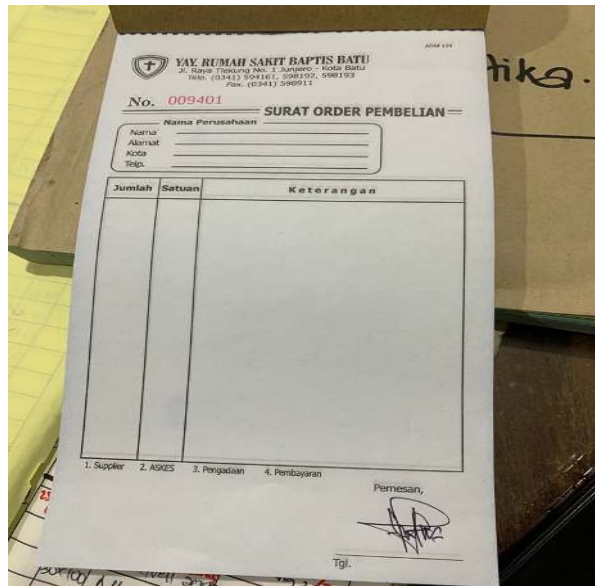 ADM 114
YAY. RUMAH SAKIT BAPTIS BATU
Jl. Raya Tlekung No. 1 Junrejo - Kota Batu
Telp. (0341) 594161, 598192, 598193
Fax. (0341) 598911
No. 009401
SURAT ORDER PEMBELIAN
Nama Perusahaan
Nama
Alamat
Kota
Telp.
Jumlah Satuan Keterangan
1. Supplier 2. ASKES 3. Pengadaan 4. Pembayaran
Pemesan,
Tgl.
tika.